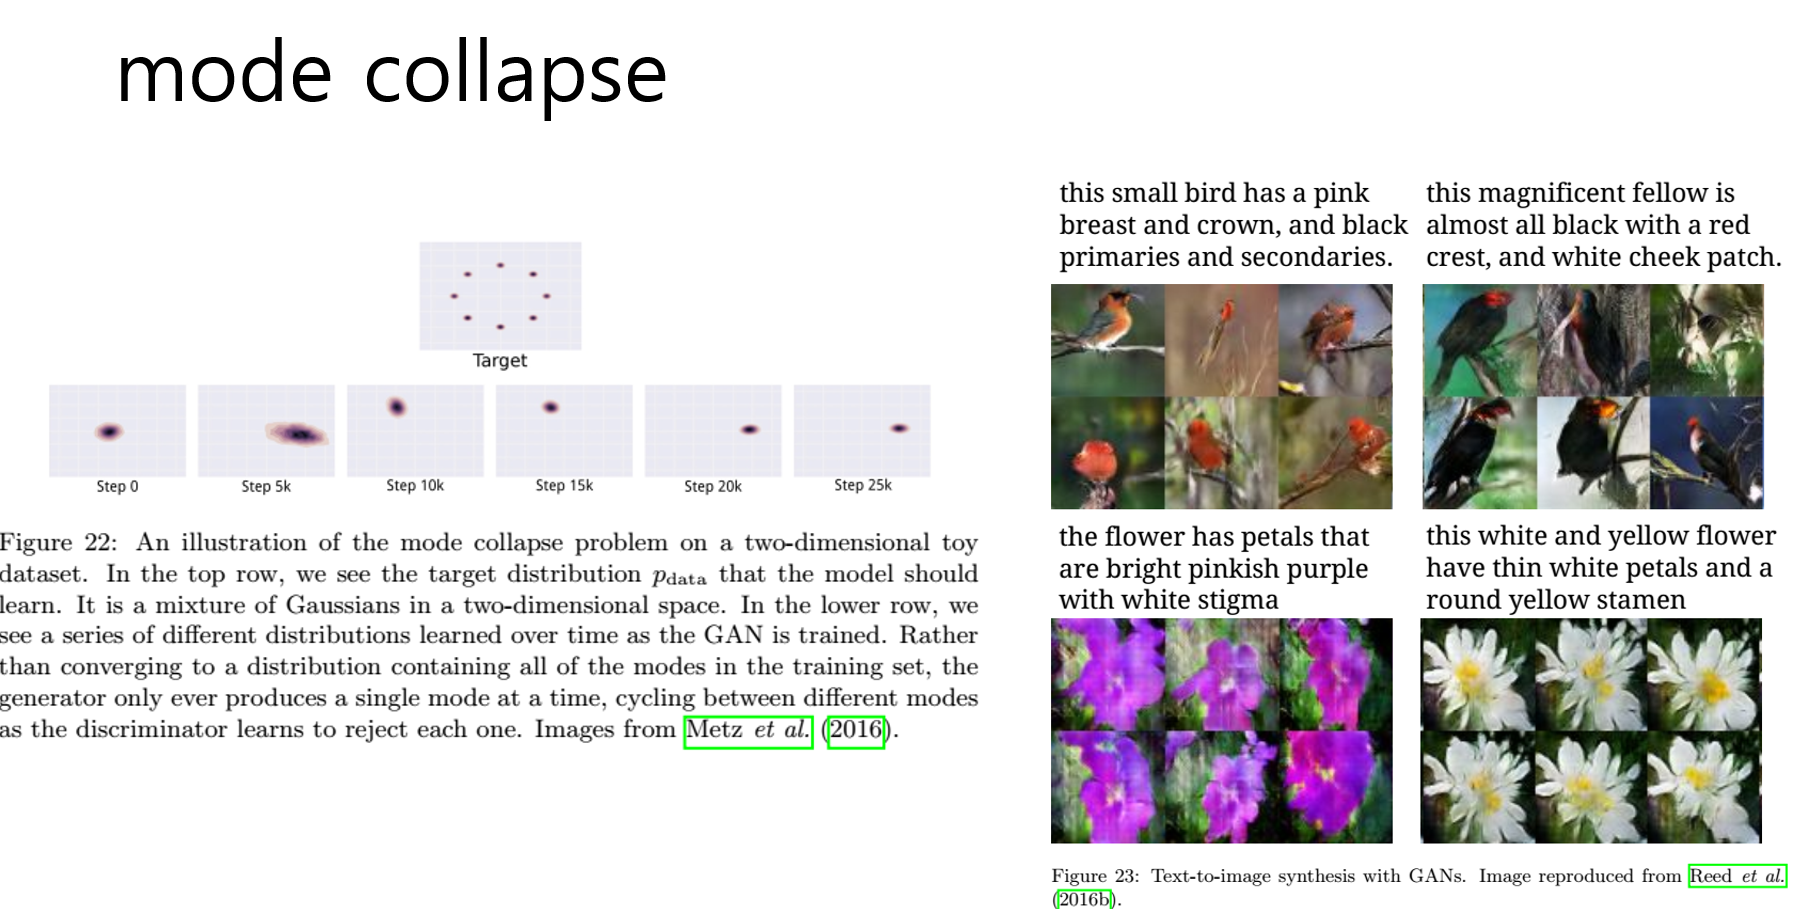 mode collapse
Target
Step 0
Step 5k
Step 10k
Step 15k
Step 20k
Step 25k
Figure 22: An illustration of the mode collapse problem on a two-dimensional toy
dataset. In the top row, we see the target distribution pdata that the model should
learn. It is a mixture of Gaussians in a two-dimensional space. In the lower row, we
see a series of different distributions learned over time as the GAN is trained. Rather
than converging to a distribution containing all of the modes in the training set, the
generator only ever produces a single mode at a time, cycling between different modes
as the discriminator learns to reject each one. Images from Metz et al. (2016).
this small bird has a pink
breast and crown, and black
primaries and secondaries.
this magnificent fellow is
almost all black with a red
crest, and white cheek patch.
the flower has petals that
are bright pinkish purple
with white stigma
this white and yellow flower
have thin white petals and a
round yellow stamen
Figure 23: Text-to-image synthesis with GANs. Image reproduced from Reed et al.
(2016b).